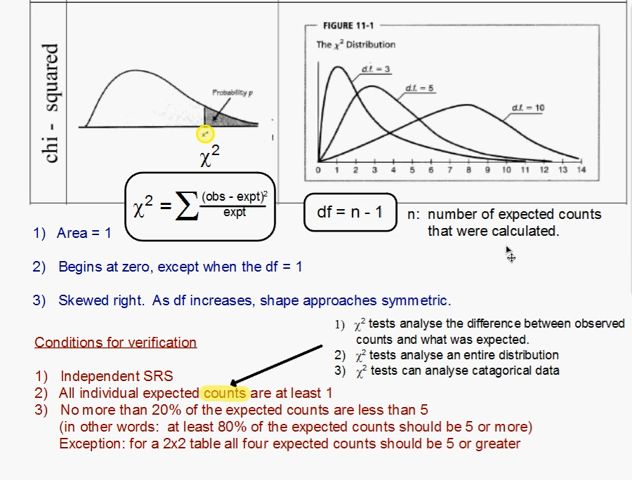 chi - squared
Probability p
x²
χ²
FIGURE 11-1
The χ² Distribution
d.f. = 3
d.f. = 5
d.f. = 10
0 1 2 3 4 5 6 7 8 9 10 11 12 13 14
χ² = ∑ (obs - expt)² / expt
df = n - 1
n: number of expected counts
that were calculated.
1) Area = 1
2) Begins at zero, except when the df = 1
3) Skewed right. As df increases, shape approaches symmetric.
1) χ² tests analyse the difference between observed
counts and what was expected.
2) χ² tests analyse an entire distribution
3) χ² tests can analyse catagorical data
Conditions for verification
1) Independent SRS
2) All individual expected counts are at least 1
3) No more than 20% of the expected counts are less than 5
(in other words: at least 80% of the expected counts should be 5 or more)
Exception: for a 2x2 table all four expected counts should be 5 or greater